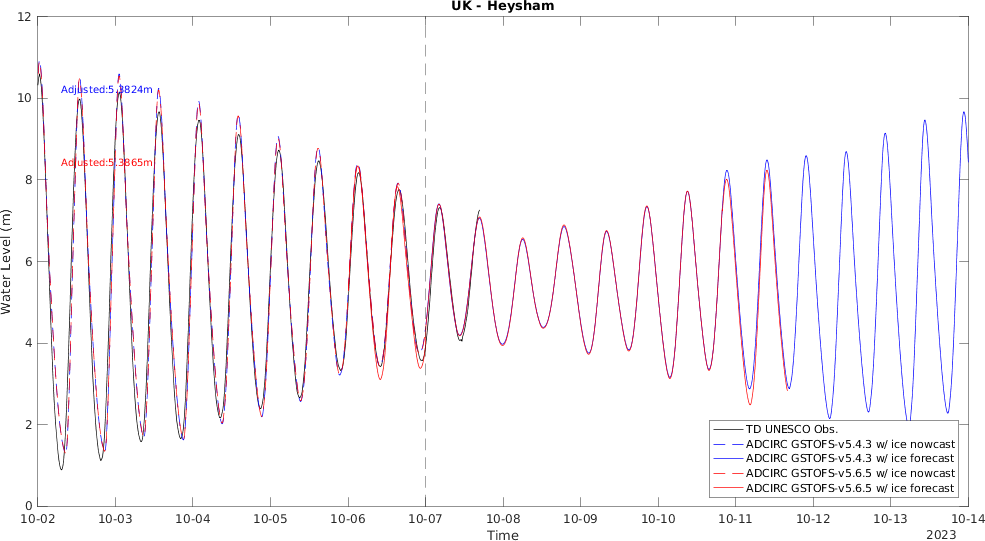 UK - Heysham
12
10
8
6
4
2
0
Water Level (m)
Adjusted:5.3824m
Adjusted:5.3865m
10-02
10-03
10-04
10-05
10-06
10-07
10-08
10-09
10-10
10-11
10-12
10-13
10-14
Time
2023
TD UNESCO Obs.
ADCIRC GSTOFS-v5.4.3 w/ ice nowcast
ADCIRC GSTOFS-v5.4.3 w/ ice forecast
ADCIRC GSTOFS-v5.6.5 w/ ice nowcast
ADCIRC GSTOFS-v5.6.5 w/ ice forecast